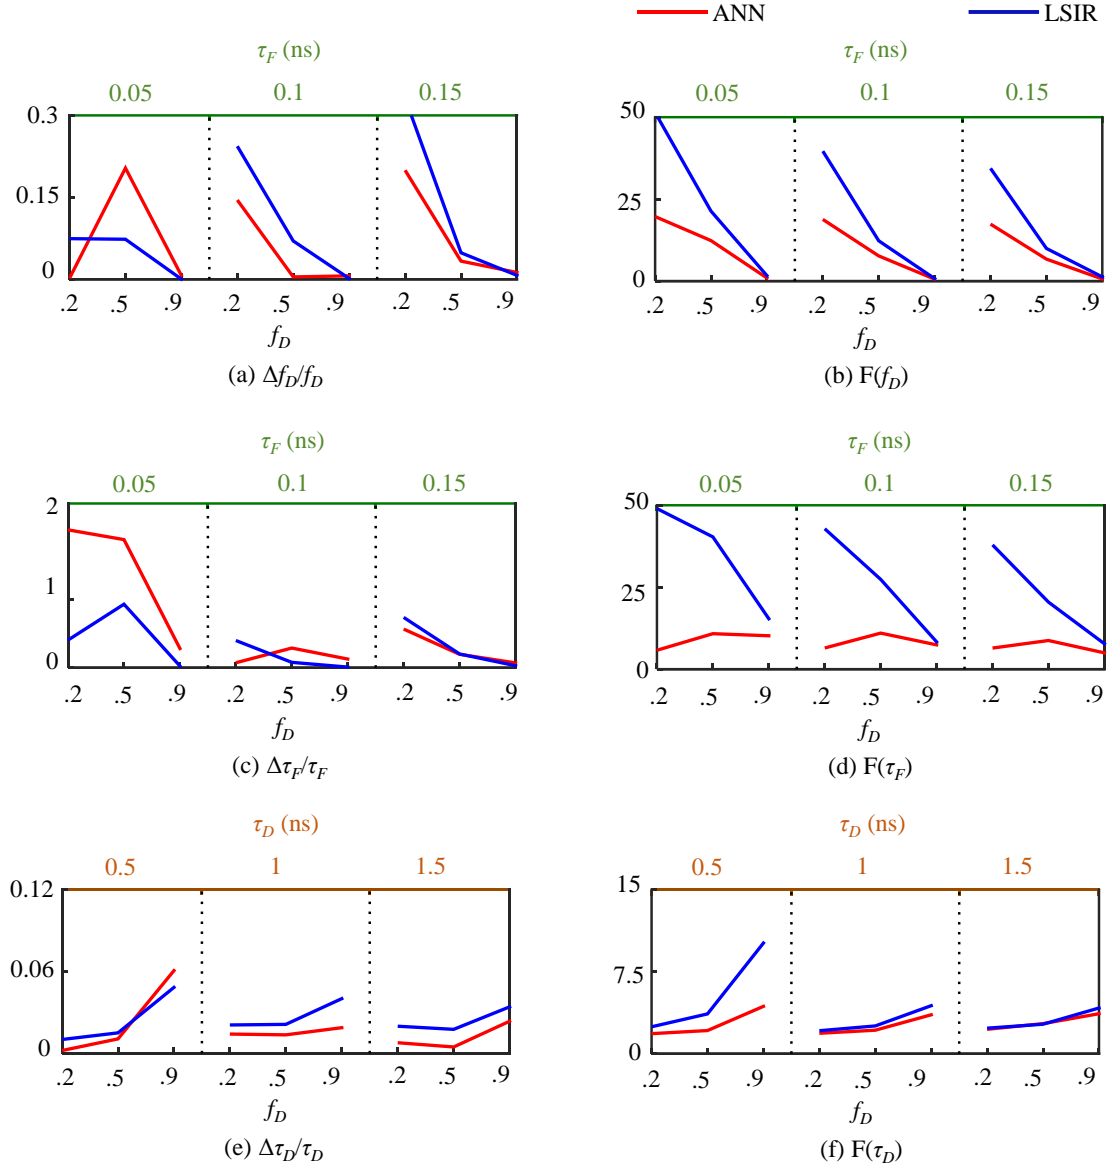 ANN LSIR
τF (ns) τF (ns)
0.05 0.1 0.15 0.05 0.1 0.15
0.3 50
0.15 25
0 0
.2 .5 .9 .2 .5 .9 .2 .5 .9 .2 .5 .9 .2 .5 .9 .2 .5 .9
fD fD
(a) ΔfD/fD (b) F(fD)
τF (ns) τF (ns)
0.05 0.1 0.15 0.05 0.1 0.15
2 50
1 25
0 0
.2 .5 .9 .2 .5 .9 .2 .5 .9 .2 .5 .9 .2 .5 .9 .2 .5 .9
fD fD
(c) ΔτF/τF (d) F(τF)
τD (ns) τD (ns)
0.5 1 1.5 0.5 1 1.5
0.12 15
0.06 7.5
0 0
.2 .5 .9 .2 .5 .9 .2 .5 .9 .2 .5 .9 .2 .5 .9 .2 .5 .9
fD fD
(e) ΔτD/τD (f) F(τD)